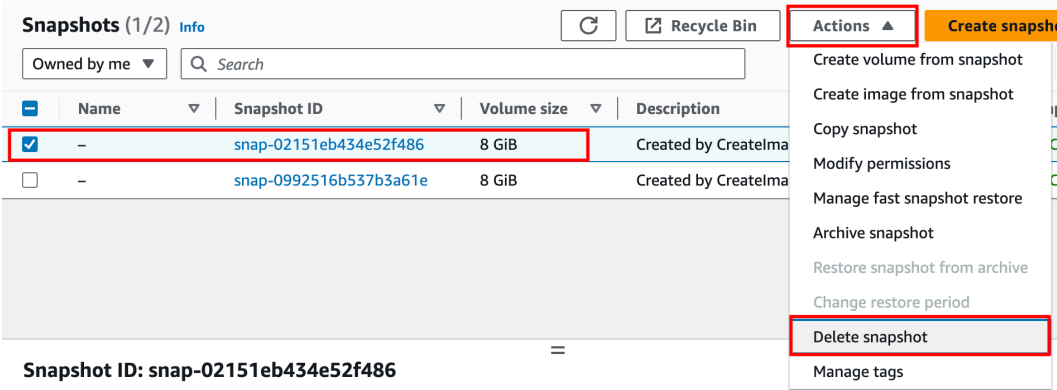 Snapshots (1/2) Info Recycle Bin Actions Create snapsh
Owned by me Search
Create volume from snapshot
Create image from snapshot
Name Snapshot ID Volume size Description
Copy snapshot
– snap-02151eb434e52f486 8 GiB Created by CreateIma
Modify permissions
– snap-0992516b537b3a61e 8 GiB Created by CreateIma
Manage fast snapshot restore
Archive snapshot
Restore snapshot from archive
Change restore period
Delete snapshot
Snapshot ID: snap-02151eb434e52f486
Manage tags